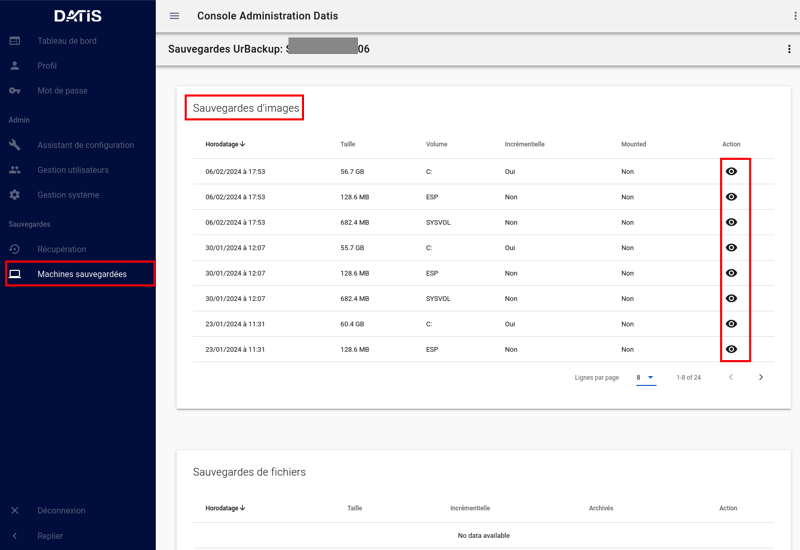 DATIS
Tableau de bord
Profil
Mot de passe
Admin
Assistant de configuration
Gestion utilisateurs
Gestion système
Sauvegardes
Récupération
Machines sauvegardées
Déconnexion
Replier
Console Administration Datis
Sauvegardes UrBackup: 06
Sauvegardes d'images
Horodatage Taille Volume Incrémentielle Mounted Action
06/02/2024 à 17:53 56.7 GB C: Oui Non
06/02/2024 à 17:53 128.6 MB ESP Non Non
06/02/2024 à 17:53 682.4 MB SYSVOL Non Non
30/01/2024 à 12:07 55.7 GB C: Oui Non
30/01/2024 à 12:07 128.6 MB ESP Non Non
30/01/2024 à 12:07 682.4 MB SYSVOL Non Non
23/01/2024 à 11:31 60.4 GB C: Oui Non
23/01/2024 à 11:31 128.6 MB ESP Non Non
Lignes par page 8 1-8 of 24
Sauvegardes de fichiers
Horodatage Taille Incrémentielle Archivés Action
No data available